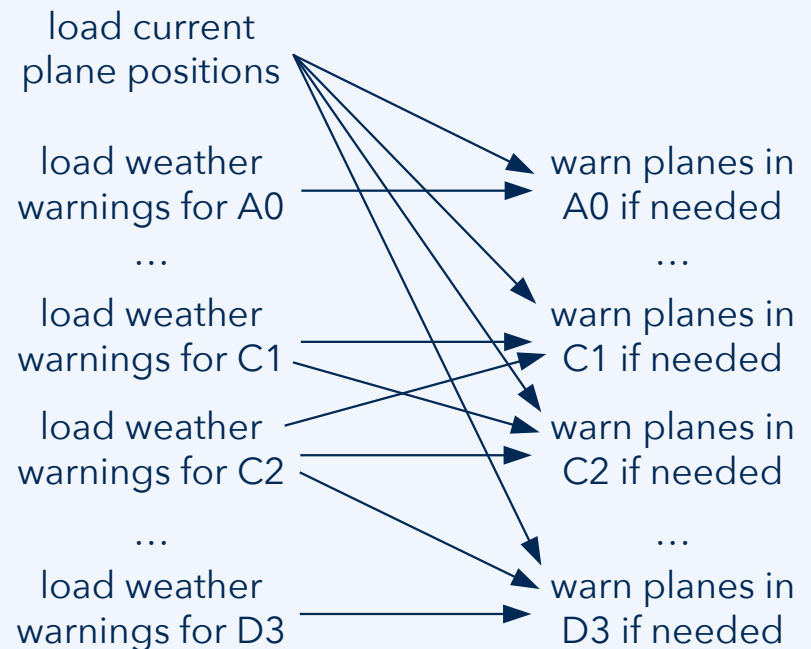 load current
plane positions
load weather
warnings for A0
...
load weather
warnings for C1
load weather
warnings for C2
...
load weather
warnings for D3
warn planes in
A0 if needed
...
warn planes in
C1 if needed
warn planes in
C2 if needed
...
warn planes in
D3 if needed